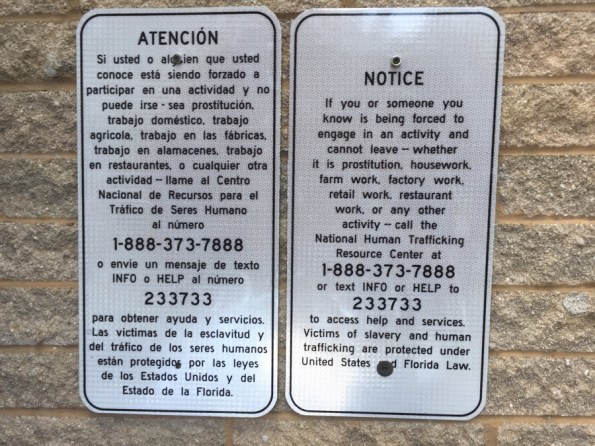 ATENCIÓN
Si usted o alguien que usted
conoce está siendo forzado a
participar en una actividad y no
puede irse - sea prostitución,
trabajo doméstico, trabajo
agricola, trabajo en las fábricas,
trabajo en alamacenes, trabajo
en restaurantes, o cualquier otra
actividad -- llame al Centro
Nacional de Recursos para el
Tráfico de Seres Humano
al número
1-888-373-7888
o envíe un mensaje de texto
INFO o HELP al número
233733
para obtener ayuda y servicios.
Las victimas de la esclavitud y
del tráfico de los seres humanos
están protegidos por las leyes
de los Estados Unidos y del
Estado de la Florida.
NOTICE
If you or someone you
know is being forced to
engage in an activity and
cannot leave -- whether
it is prostitution, housework,
farm work, factory work,
retail work, restaurant
work, or any other
activity -- call the
National Human Trafficking
Resource Center at
1-888-373-7888
or text INFO or HELP to
233733
to access help and services.
Victims of slavery and human
trafficking are protected under
United States and Florida Law.